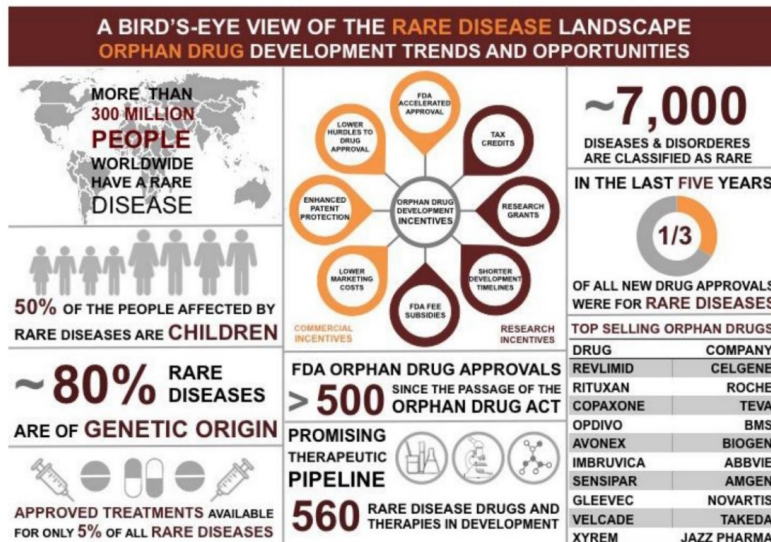 A BIRD'S-EYE VIEW OF THE RARE DISEASE LANDSCAPE
ORPHAN DRUG DEVELOPMENT TRENDS AND OPPORTUNITIES
MORE THAN
300 MILLION
PEOPLE
WORLDWIDE
HAVE A RARE
DISEASE
50% OF THE PEOPLE AFFECTED BY
RARE DISEASES ARE CHILDREN
~ 80% RARE
DISEASES
ARE OF GENETIC ORIGIN
APPROVED TREATMENTS AVAILABLE
FOR ONLY 5% OF ALL RARE DISEASES
FDA
ACCELERATED
APPROVAL
TAX
CREDITS
RESEARCH
GRANTS
SHORTER
DEVELOPMENT
TIMELINES
FDA FEE
SUBSIDIES
LOWER
MARKETING
COSTS
ENHANCED
PATENT
PROTECTION
LOWER
HURDLES TO
DRUG
APPROVAL
ORPHAN DRUG
DEVELOPMENT
INCENTIVES
COMMERCIAL
INCENTIVES
RESEARCH
INCENTIVES
FDA ORPHAN DRUG APPROVALS
> 500 SINCE THE PASSAGE OF THE
ORPHAN DRUG ACT
PROMISING
THERAPEUTIC
PIPELINE
560 RARE DISEASE DRUGS AND
THERAPIES IN DEVELOPMENT
~7,000
DISEASES & DISORDERES
ARE CLASSIFIED AS RARE
IN THE LAST FIVE YEARS
1/3
OF ALL NEW DRUG APPROVALS
WERE FOR RARE DISEASES
TOP SELLING ORPHAN DRUGS
DRUG COMPANY
REVLIMID CELGENE
RITUXAN ROCHE
COPAXONE TEVA
OPDIVO BMS
AVONEX BIOGEN
IMBRUVICA ABBVIE
SENSIPAR AMGEN
GLEEVEC NOVARTIS
VELCADE TAKEDA
XYREM JAZZ PHARMA